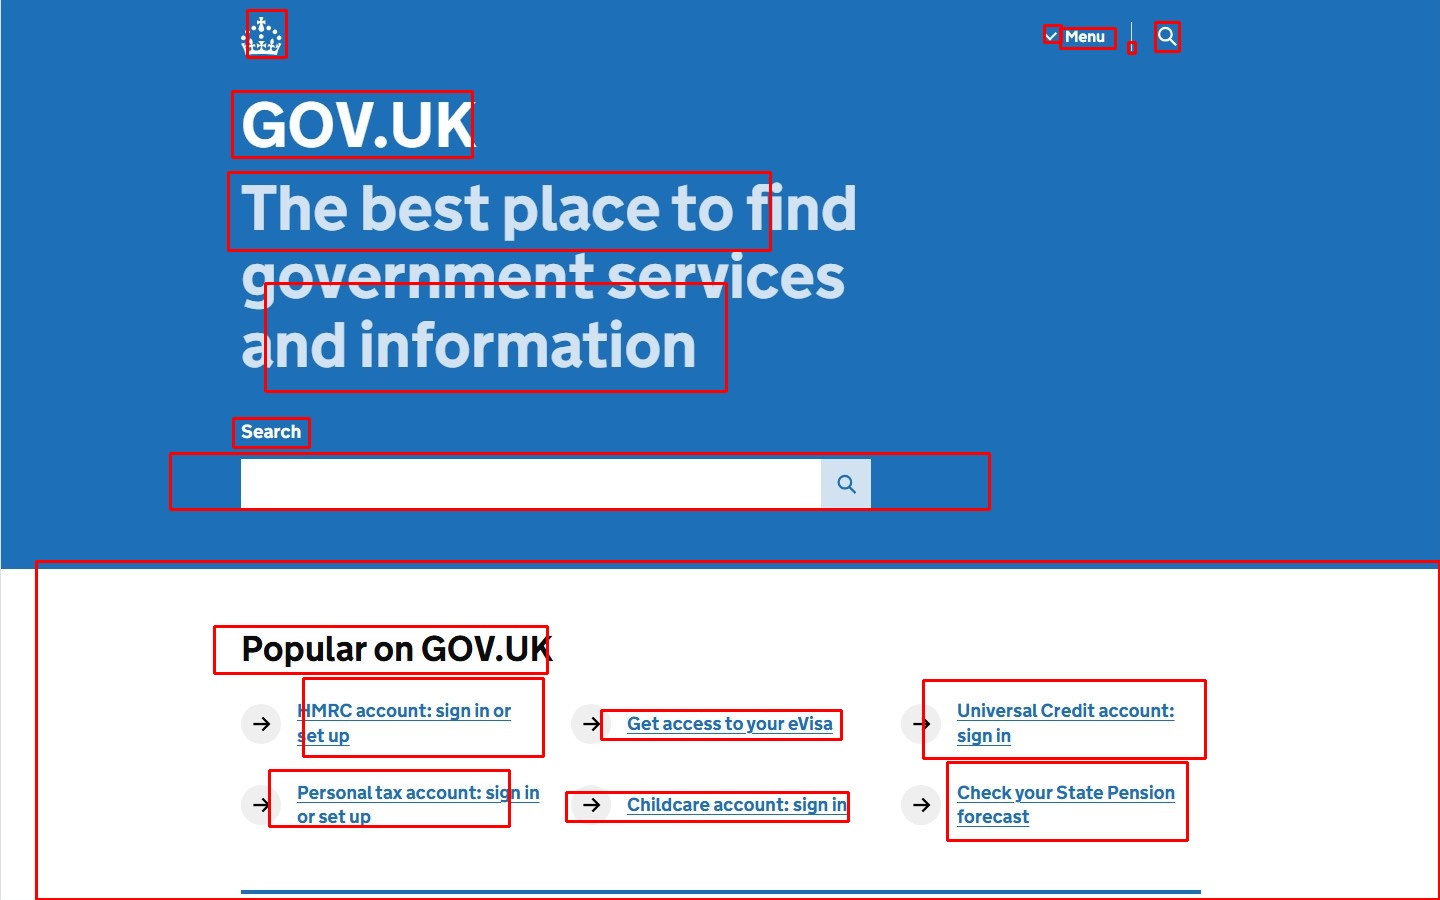 Menu
GOV.UK
The best place to find
government services
and information
Search
Popular on GOV.UK
HMRC account: sign in or
set up
Get access to your eVisa
Universal Credit account:
sign in
Personal tax account: sign in
or set up
Childcare account: sign in
Check your State Pension
forecast